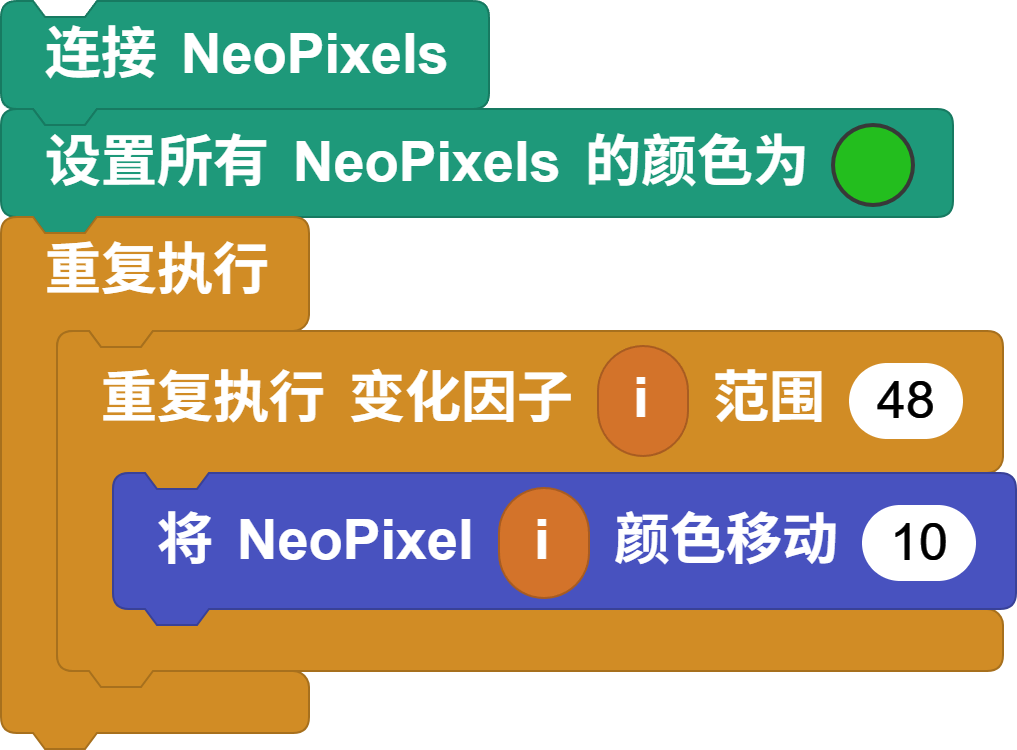 连接 NeoPixels
设置所有 NeoPixels 的颜色为
重复执行
重复执行 变化因子 i 范围 48
将 NeoPixel i 颜色移动 10